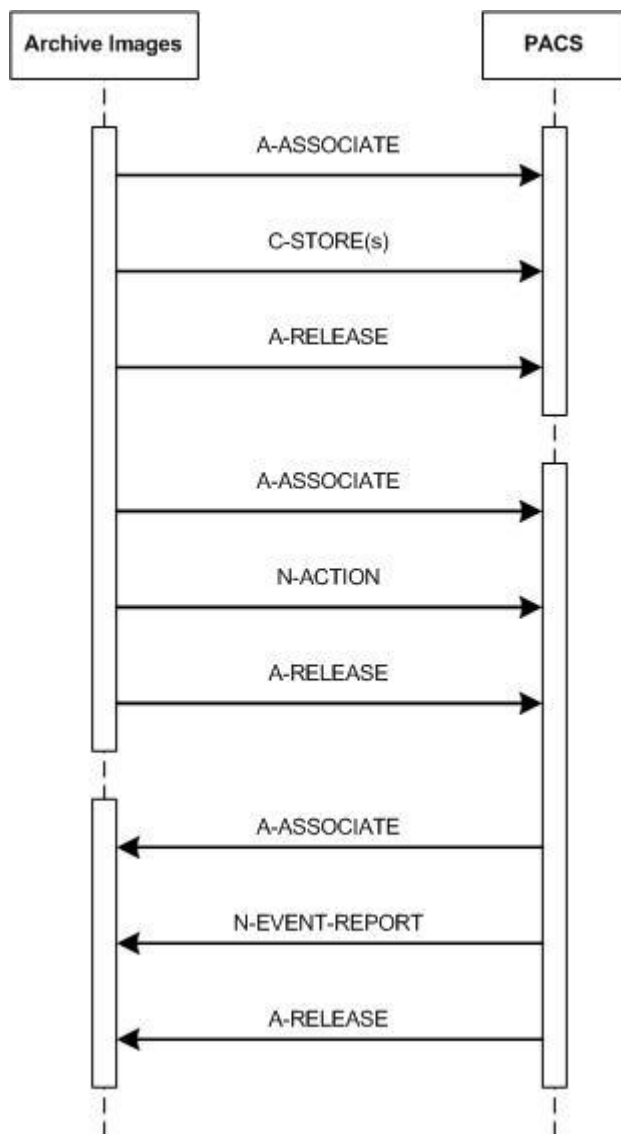 Archive Images
PACS
A-ASSOCIATE
C-STORE(s)
A-RELEASE
A-ASSOCIATE
N-ACTION
A-RELEASE
A-ASSOCIATE
N-EVENT-REPORT
A-RELEASE